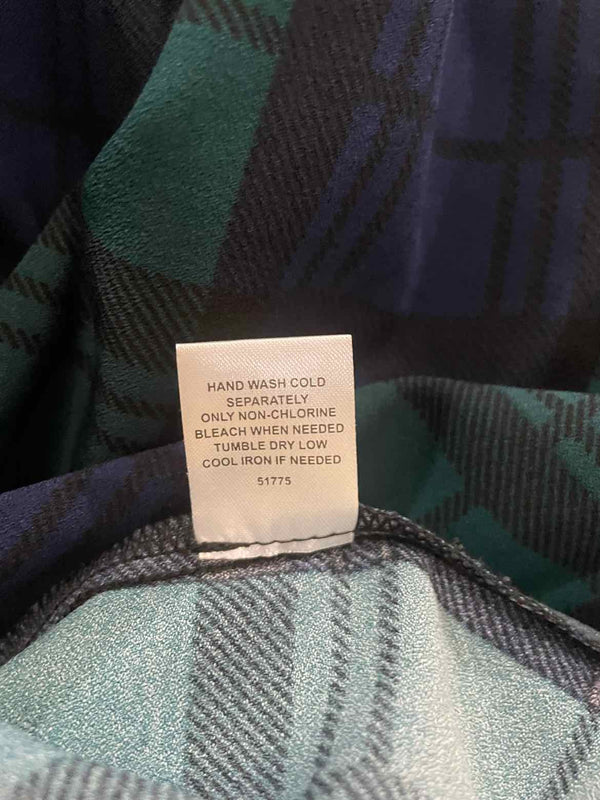 HAND WASH COLD
SEPARATELY
ONLY NON-CHLORINE
BLEACH WHEN NEEDED
TUMBLE DRY LOW
COOL IRON IF NEEDED
51775